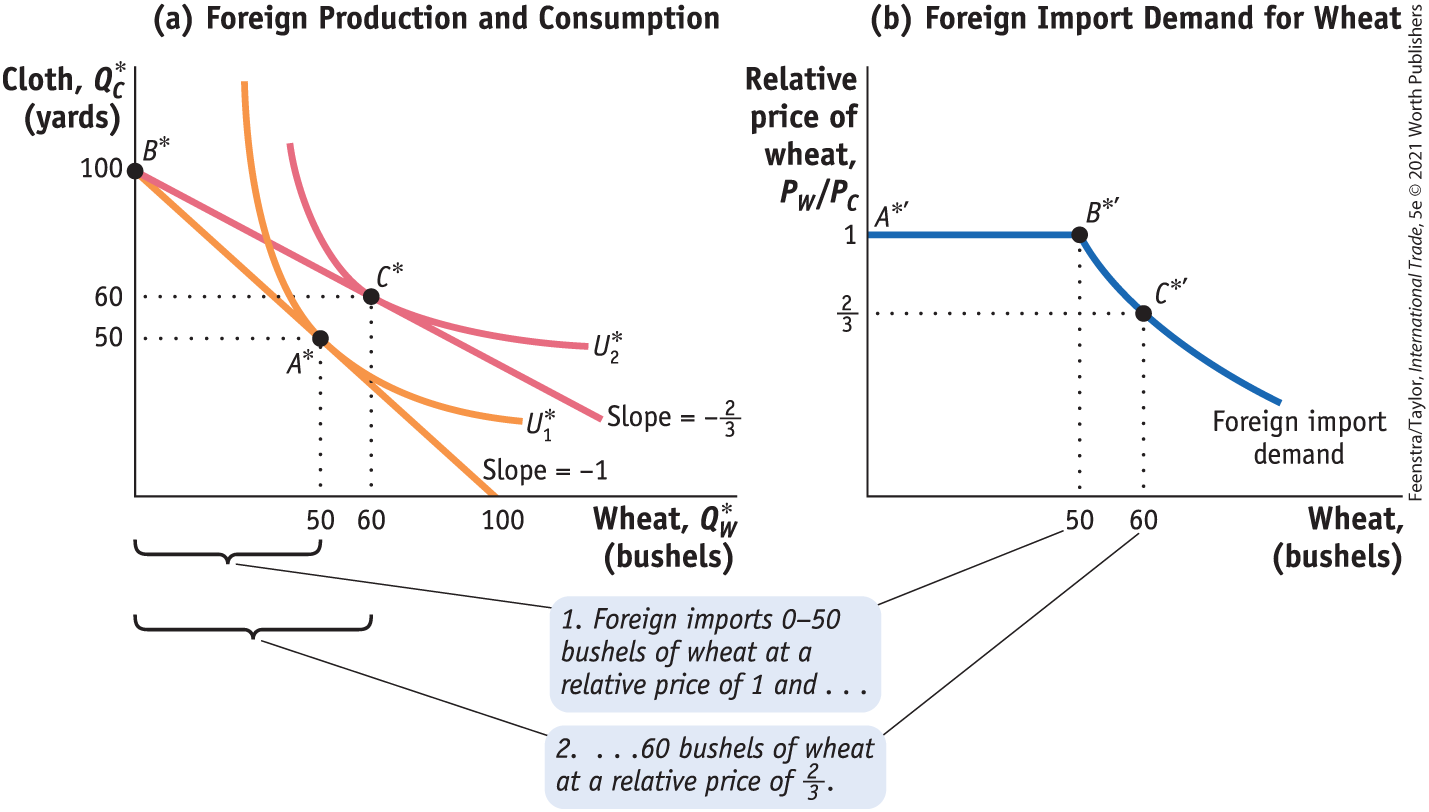 (a) Foreign Production and Consumption
Cloth, Q*C
(yards)
B*
100
C*
60
50
A*
U*2
U*1
Slope = –2/3
Slope = –1
50 60 100
Wheat, Q*W
(bushels)
(b) Foreign Import Demand for Wheat
Relative
price of
wheat,
PW/PC
A*′
B*′
1
C*′
2/3
Foreign import
demand
50 60
Wheat,
(bushels)
1. Foreign imports 0–50
bushels of wheat at a
relative price of 1 and . . .
2. . . .60 bushels of wheat
at a relative price of 2/3.
Feenstra/Taylor, International Trade, 5e © 2021 Worth Publishers